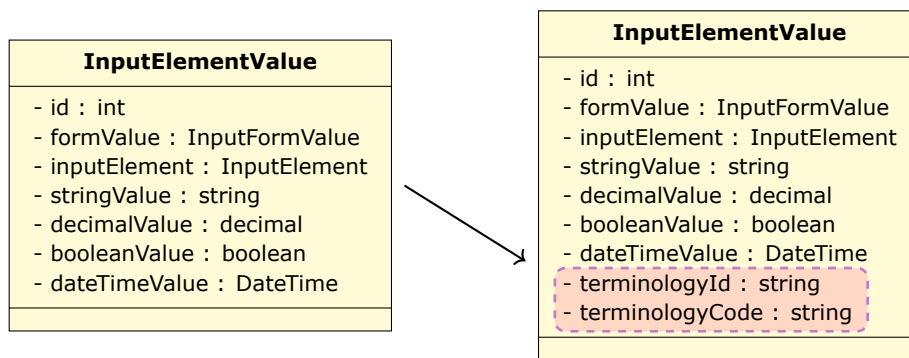 InputElementValue
- id : int
- formValue : InputFormValue
- inputElement : InputElement
- stringValue : string
- decimalValue : decimal
- booleanValue : boolean
- dateTimeValue : DateTime
InputElementValue
- id : int
- formValue : InputFormValue
- inputElement : InputElement
- stringValue : string
- decimalValue : decimal
- booleanValue : boolean
- dateTimeValue : DateTime
- terminologyId : string
- terminologyCode : string